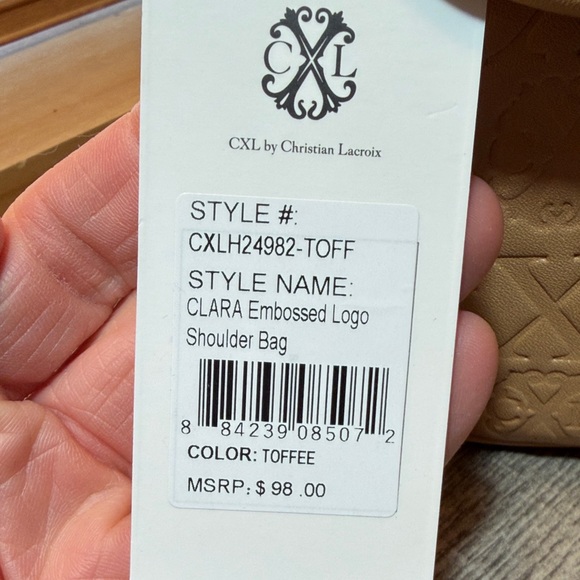 CXL
CXL by Christian Lacroix
STYLE #:
CXLH24982-TOFF
STYLE NAME:
CLARA Embossed Logo
Shoulder Bag
8 84239 08507 2
COLOR: TOFFEE
MSRP: $ 98 .00